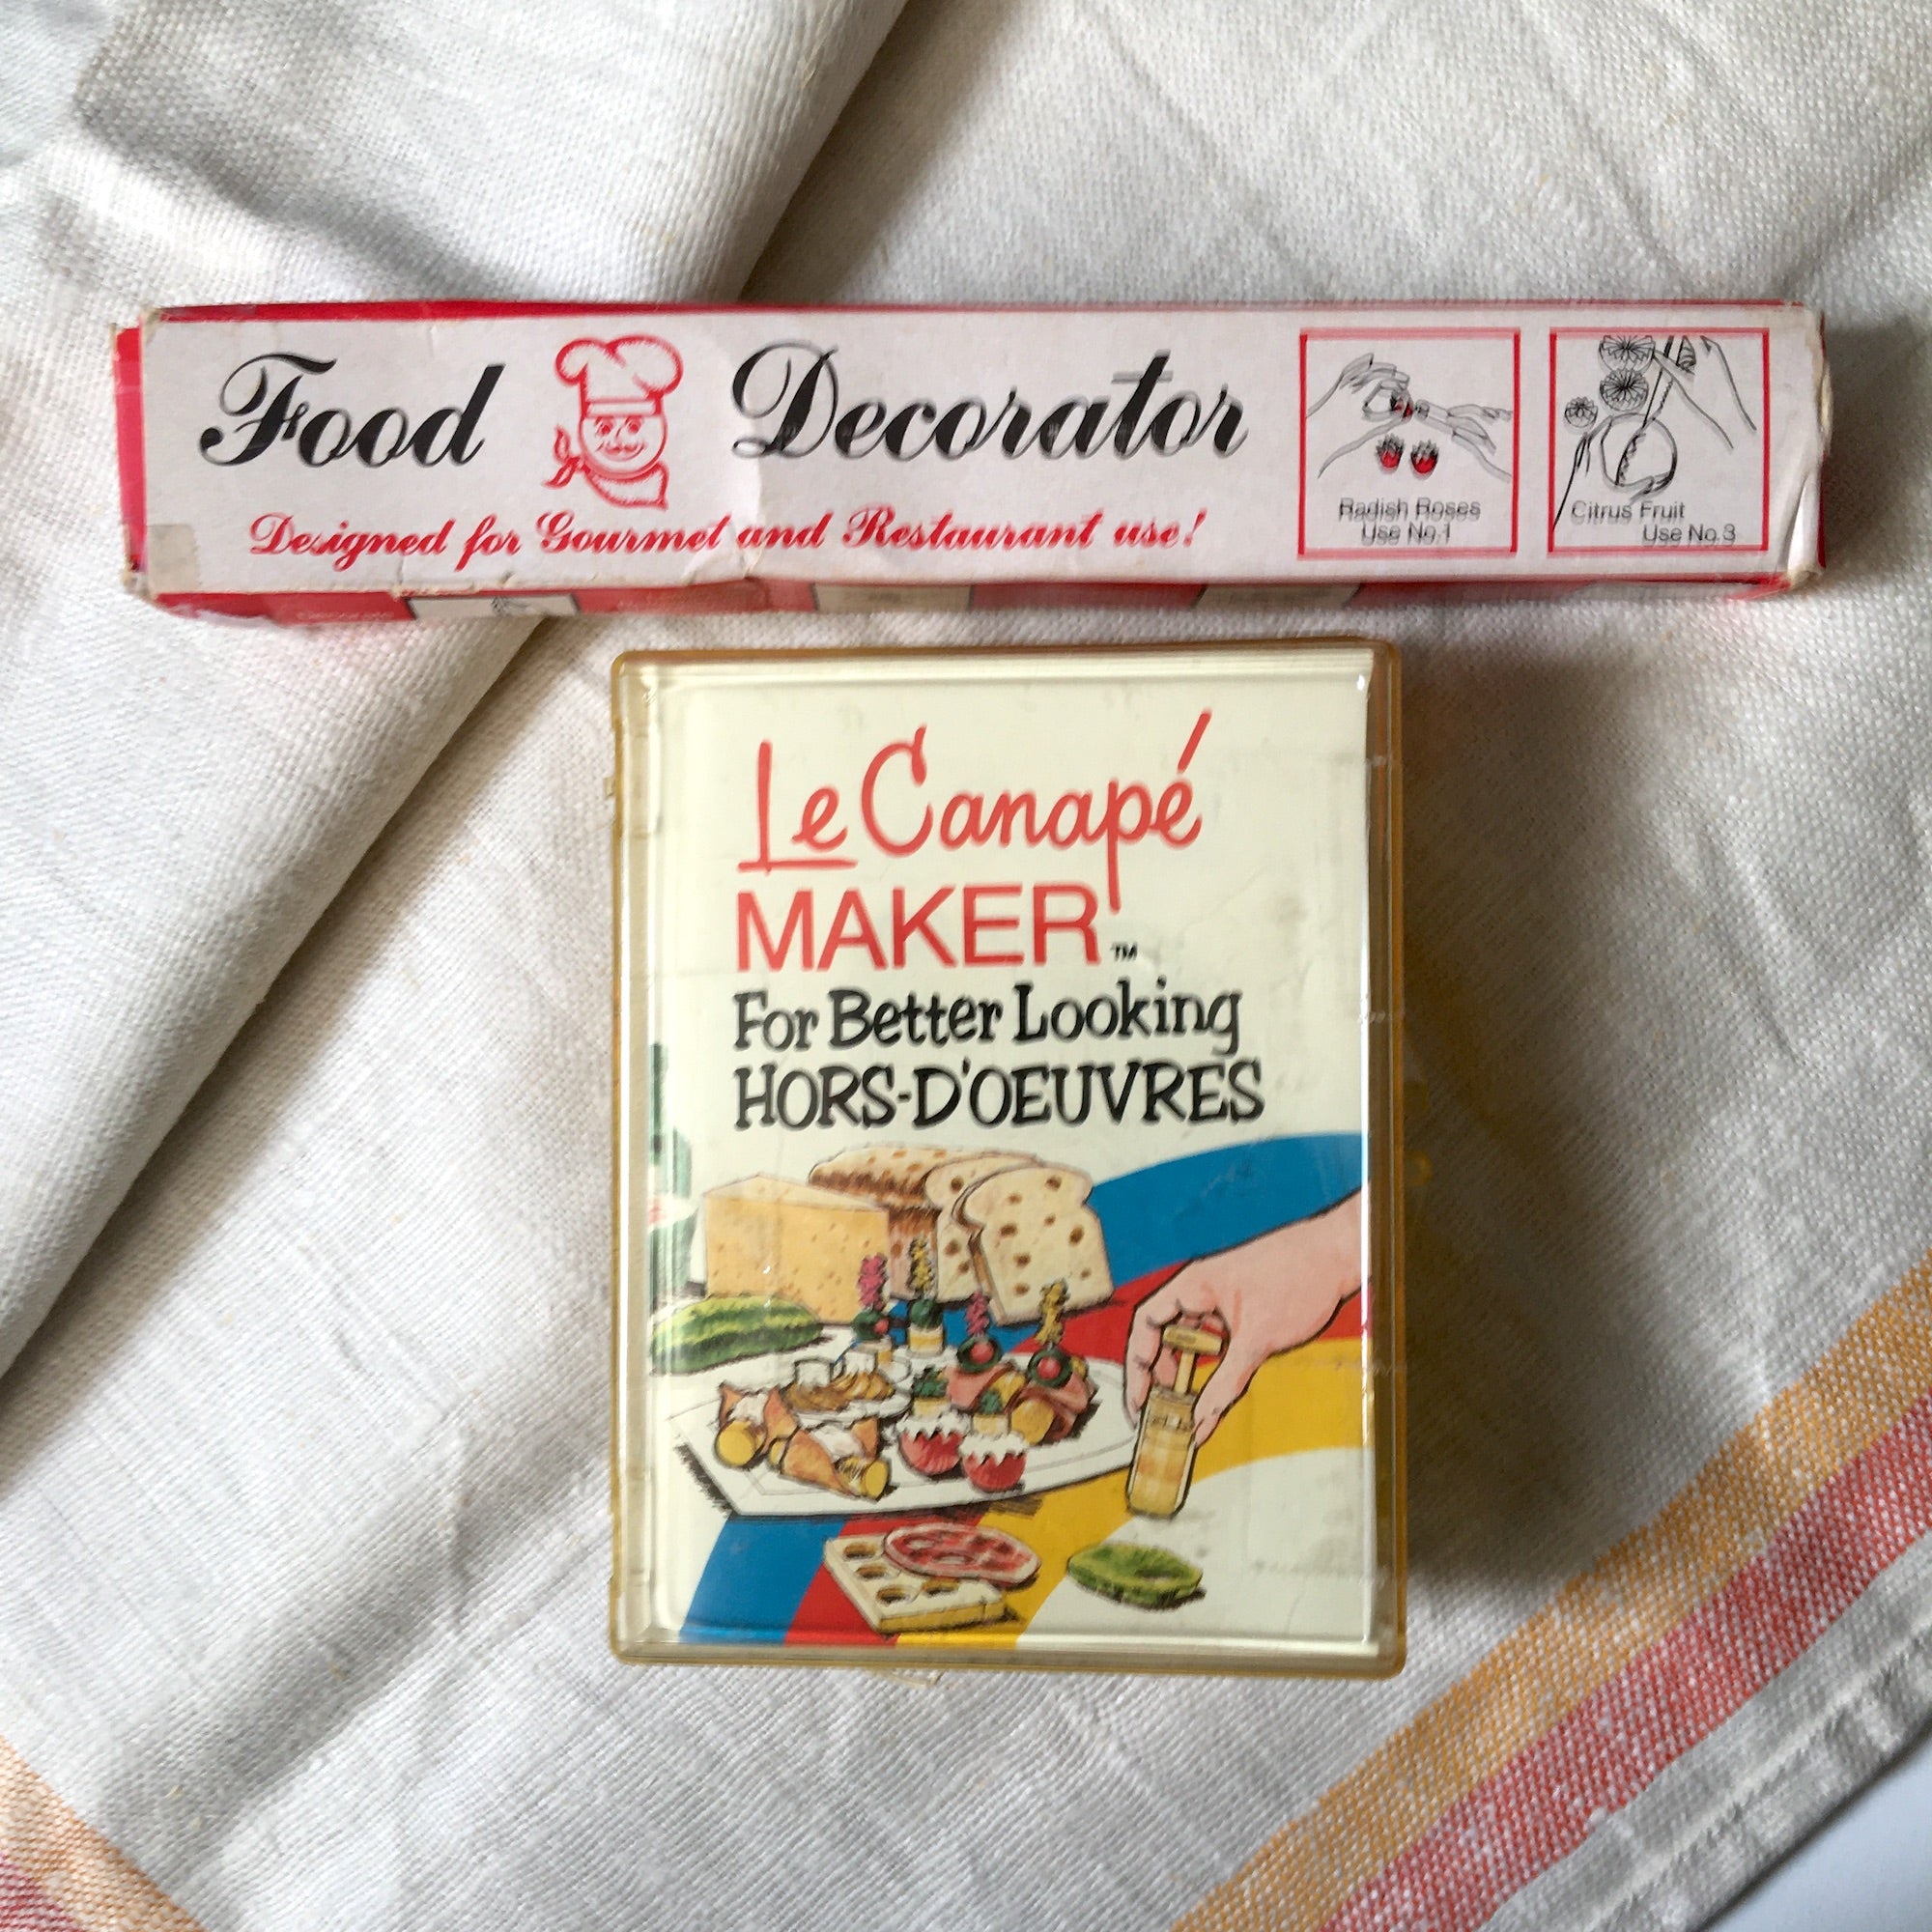 Food Decorator
Designed for Gourmet and Restaurant use!
Radish Roses
Use No.1
Citrus Fruit
Use No.3
Le Canapé
MAKER™
For Better Looking
HORS-D'OEUVRES